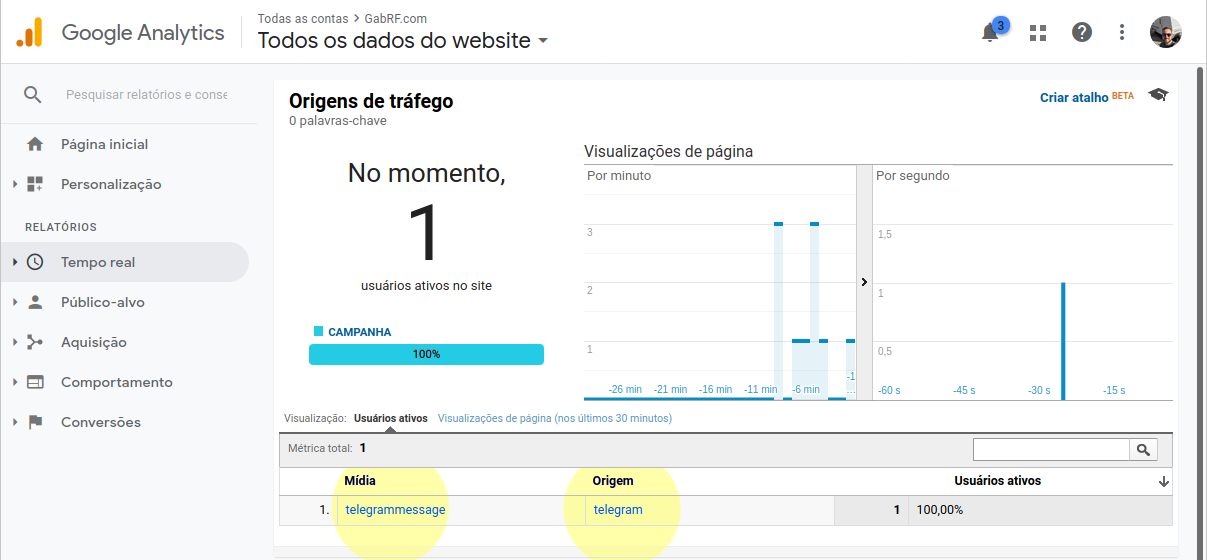 Google Analytics
Todas as contas > GabRF.com
Todos os dados do website
3
Pesquisar relatórios e conse
Página inicial
Personalização
RELATÓRIOS
Tempo real
Público-alvo
Aquisição
Comportamento
Conversões
Origens de tráfego
0 palavras-chave
Criar atalho BETA
No momento,
1
usuários ativos no site
CAMPANHA
100%
Visualizações de página
Por minuto
3
2
1
-26 min -21 min -16 min -11 min -6 min -1
...
Por segundo
1,5
1
0,5
-60 s -45 s -30 s -15 s
Visualização: Usuários ativos Visualizações de página (nos últimos 30 minutos)
Métrica total: 1
Mídia Origem Usuários ativos
1. telegrammessage telegram 1 100,00%